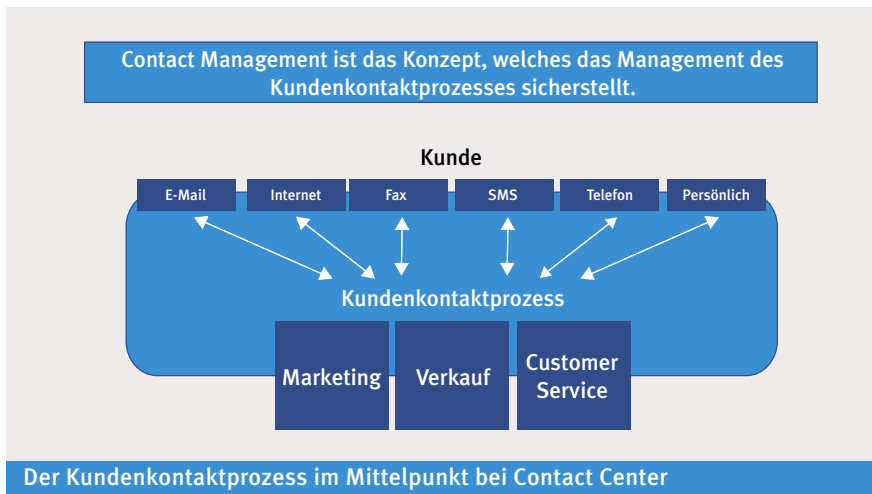 Contact Management ist das Konzept, welches das Management des
Kundenkontaktprozesses sicherstellt.
Kunde
E-Mail
Internet
Fax
SMS
Telefon
Persönlich
Kundenkontaktprozess
Marketing
Verkauf
Customer
Service
Der Kundenkontaktprozess im Mittelpunkt bei Contact Center